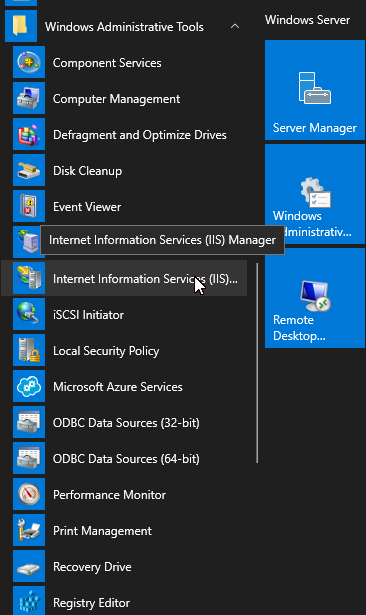 Windows Administrative Tools
Windows Server
Component Services
Computer Management
Defragment and Optimize Drives
Server Manager
Disk Cleanup
Event Viewer
Windows
Administrativ...
Internet Information Services (IIS) Manager
Internet Information Services (IIS)...
iSCSI Initiator
Remote
Desktop...
Local Security Policy
Microsoft Azure Services
ODBC Data Sources (32-bit)
ODBC Data Sources (64-bit)
Performance Monitor
Print Management
Recovery Drive
Registry Editor